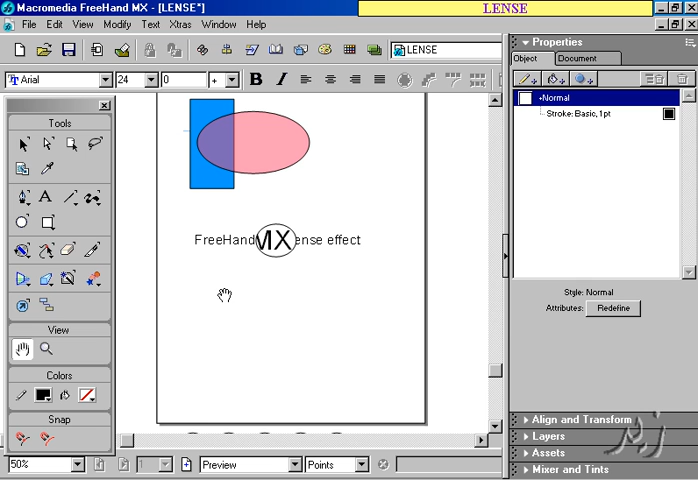 LENSE
Macromedia FreeHand MX - [LENSE*]
File Edit View Modify Text Xtras Window Help
LENSE
Arial 24 0 +
B I
Tools
View
Colors
Snap
FreeHand MX lense effect
50% 1 Preview Points
Properties
Object Document
+Normal
Stroke: Basic, 1pt
Style: Normal
Attributes: Redefine
Align and Transform
Layers
Assets
Mixer and Tints